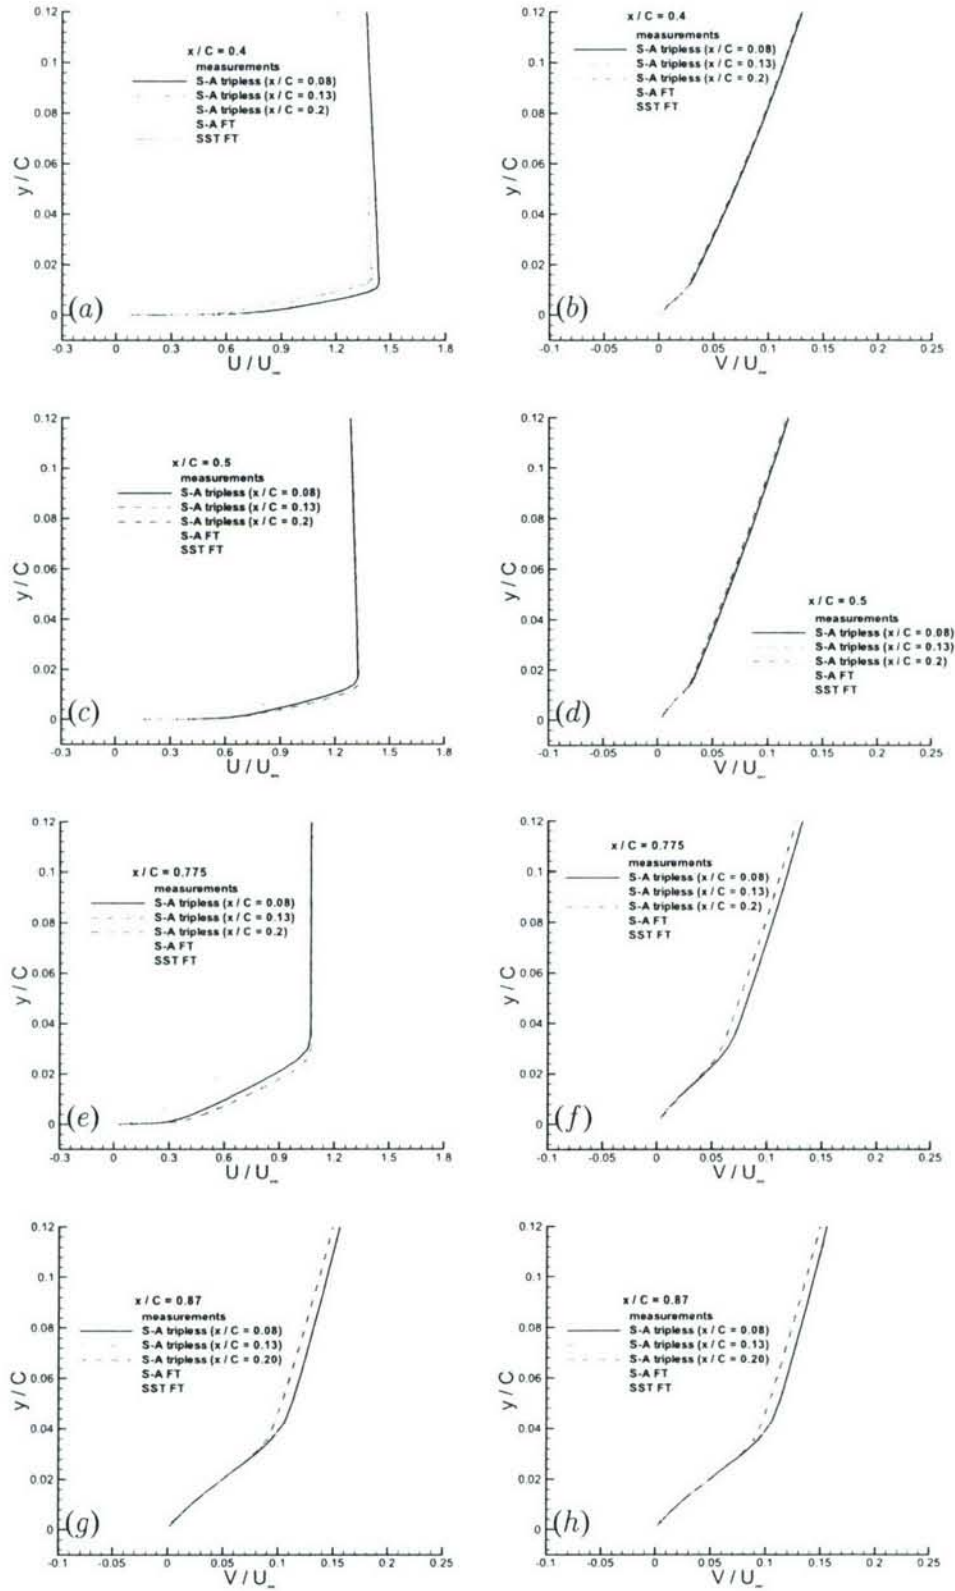 0.12
0.1
0.08
0.06
0.04
0.02
0
y / C
x / C = 0.4
measurements
S-A tripless (x / C = 0.08)
S-A tripless (x / C = 0.13)
S-A tripless (x / C = 0.2)
S-A FT
SST FT
(a)
-0.3 0 0.3 0.6 0.9 1.2 1.5 1.8
U / U∞
0.12
0.1
0.08
0.06
0.04
0.02
0
y / C
x / C = 0.4
measurements
S-A tripless (x / C = 0.08)
S-A tripless (x / C = 0.13)
S-A tripless (x / C = 0.2)
S-A FT
SST FT
(b)
-0.1 -0.05 0 0.05 0.1 0.15 0.2 0.25
V / U∞
0.12
0.1
0.08
0.06
0.04
0.02
0
y / C
x / C = 0.5
measurements
S-A tripless (x / C = 0.08)
S-A tripless (x / C = 0.13)
S-A tripless (x / C = 0.2)
S-A FT
SST FT
(c)
-0.3 0 0.3 0.6 0.9 1.2 1.5 1.8
U / U∞
0.12
0.1
0.08
0.06
0.04
0.02
0
y / C
x / C = 0.5
measurements
S-A tripless (x / C = 0.08)
S-A tripless (x / C = 0.13)
S-A tripless (x / C = 0.2)
S-A FT
SST FT
(d)
-0.1 -0.05 0 0.05 0.1 0.15 0.2 0.25
V / U∞
0.12
0.1
0.08
0.06
0.04
0.02
0
y / C
x / C = 0.775
measurements
S-A tripless (x / C = 0.08)
S-A tripless (x / C = 0.13)
S-A tripless (x / C = 0.2)
S-A FT
SST FT
(e)
-0.3 0 0.3 0.6 0.9 1.2 1.5 1.8
U / U∞
0.12
0.1
0.08
0.06
0.04
0.02
0
y / C
x / C = 0.775
measurements
S-A tripless (x / C = 0.08)
S-A tripless (x / C = 0.13)
S-A tripless (x / C = 0.2)
S-A FT
SST FT
(f)
-0.1 -0.05 0 0.05 0.1 0.15 0.2 0.25
V / U∞
0.12
0.1
0.08
0.06
0.04
0.02
0
y / C
x / C = 0.87
measurements
S-A tripless (x / C = 0.08)
S-A tripless (x / C = 0.13)
S-A tripless (x / C = 0.20)
S-A FT
SST FT
(g)
-0.1 -0.05 0 0.05 0.1 0.15 0.2 0.25
V / U∞
0.12
0.1
0.08
0.06
0.04
0.02
0
y / C
x / C = 0.87
measurements
S-A tripless (x / C = 0.08)
S-A tripless (x / C = 0.13)
S-A tripless (x / C = 0.20)
S-A FT
SST FT
(h)
-0.1 -0.05 0 0.05 0.1 0.15 0.2 0.25
V / U∞